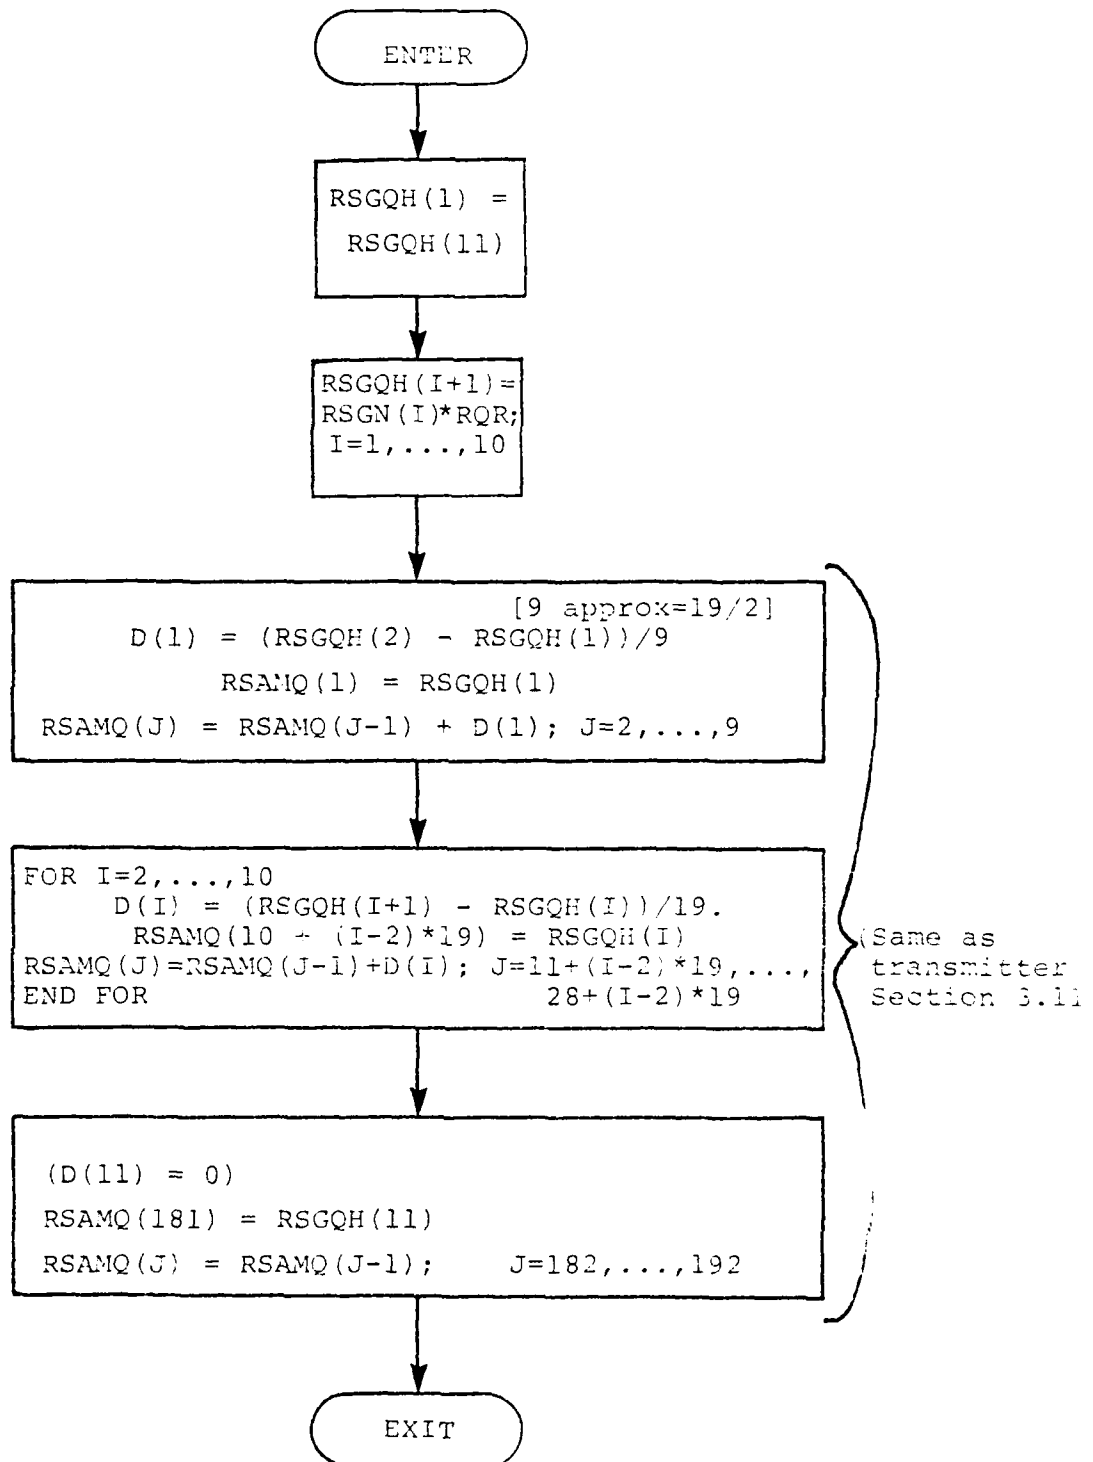 ENTER
RSGQH(1) =
RSGQH(11)
RSGQH(I+1)=
RSGN(I)*RQR;
I=1,...,10
[9 approx=19/2]
D(1) = (RSGQH(2) - RSGQH(1))/9
RSAMQ(1) = RSGQH(1)
RSAMQ(J) = RSAMQ(J-1) + D(1); J=2,...,9
FOR I=2,...,10
D(I) = (RSGQH(I+1) - RSGQH(I))/19.
RSAMQ(10 + (I-2)*19) = RSGQH(I)
RSAMQ(J)=RSAMQ(J-1)+D(I); J=11+(I-2)*19,...,
END FOR 28+(I-2)*19
(Same as
transmitter
Section 3.11
(D(11) = 0)
RSAMQ(181) = RSGQH(11)
RSAMQ(J) = RSAMQ(J-1); J=182,...,192
EXIT